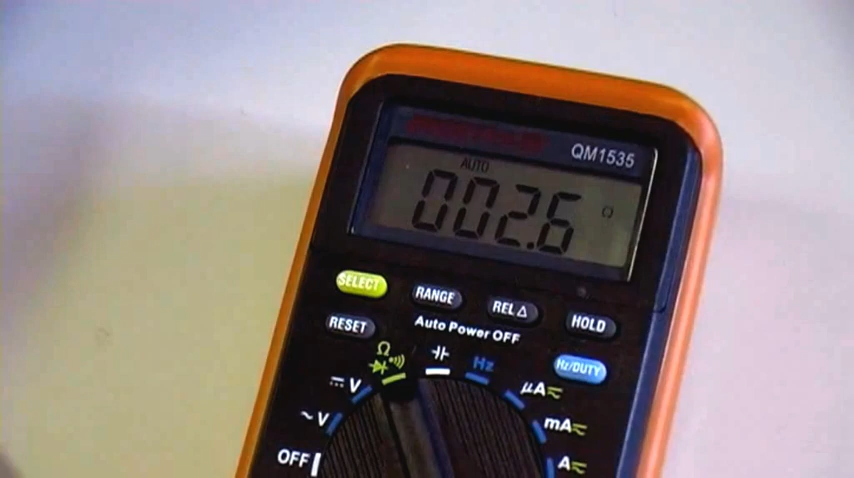 QM1535
AUTO
002.6 Ω
SELECT
RANGE
REL△
HOLD
RESET
Auto Power OFF
Hz/DUTY
Ω
V
Hz
μA
mA
~V
A
OFF